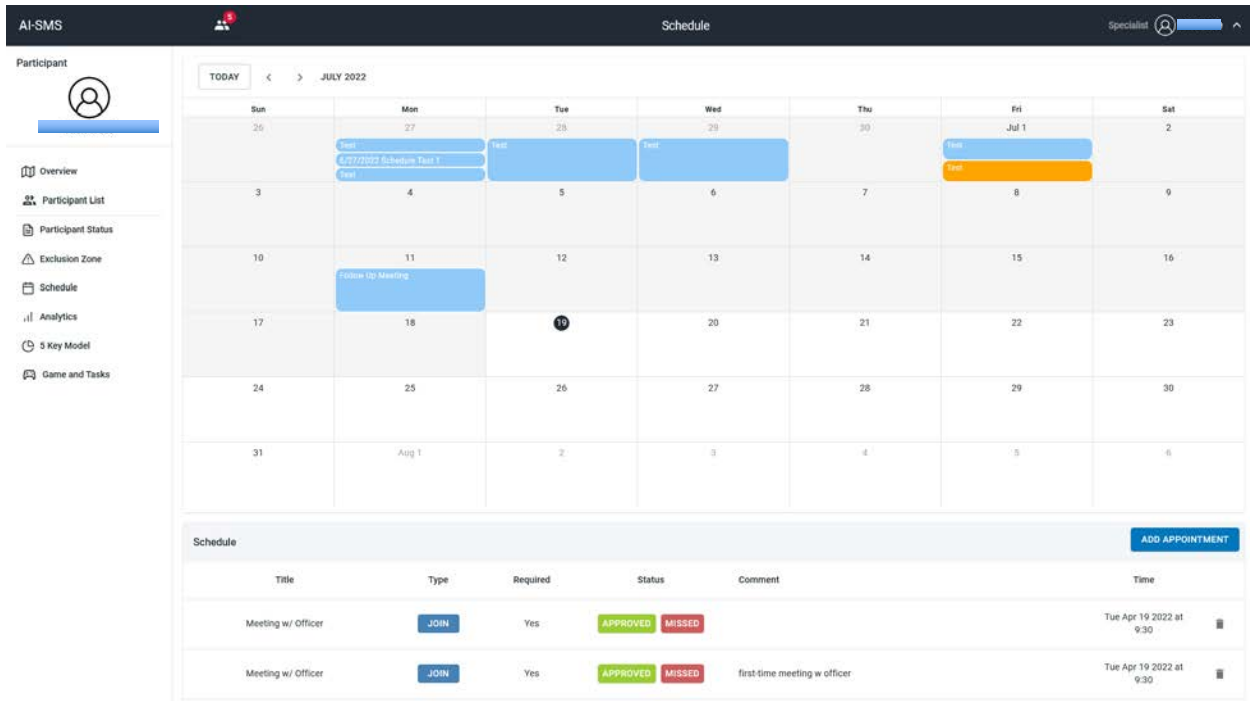 AI-SMS
5
Schedule
Specialist
Participant
Overview
Participant List
Participant Status
Exclusion Zone
Schedule
Analytics
5 Key Model
Game and Tasks
TODAY < > JULY 2022
Sun Mon Tue Wed Thu Fri Sat
26 27 28 29 30 Jul 1 2
Test Test Test Test
6/27/2022 Schedule Test 1
Test Test
3 4 5 6 7 8 9
10 11 12 13 14 15 16
Follow Up Meeting
17 18 19 20 21 22 23
24 25 26 27 28 29 30
31 Aug 1 2 3 4 5 6
Schedule ADD APPOINTMENT
Title Type Required Status Comment Time
Meeting w/ Officer JOIN Yes APPROVED MISSED Tue Apr 19 2022 at
9:30
Meeting w/ Officer JOIN Yes APPROVED MISSED first-time meeting w officer Tue Apr 19 2022 at
9:30